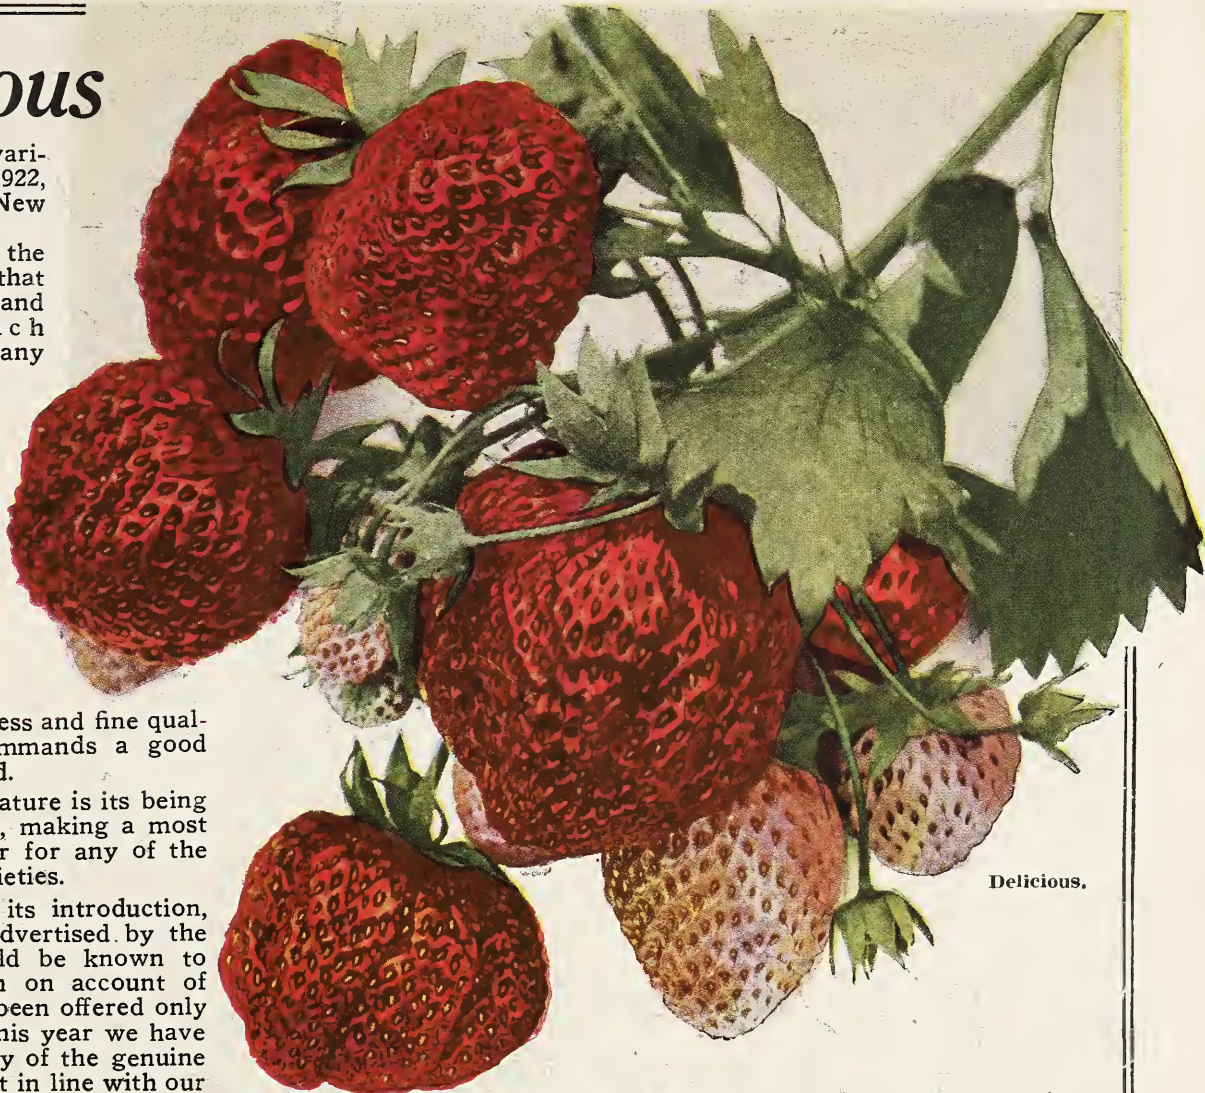 ous
vari-
922,
New
the
that
and
u c h
any
ess and fine qual-
mmands a good
d.
ature is its being
, making a most
r for any of the
ieties.
its introduction,
dvertised by the
ld be known to
n on account of
been offered only
his year we have
y of the genuine
t in line with our
Delicious.